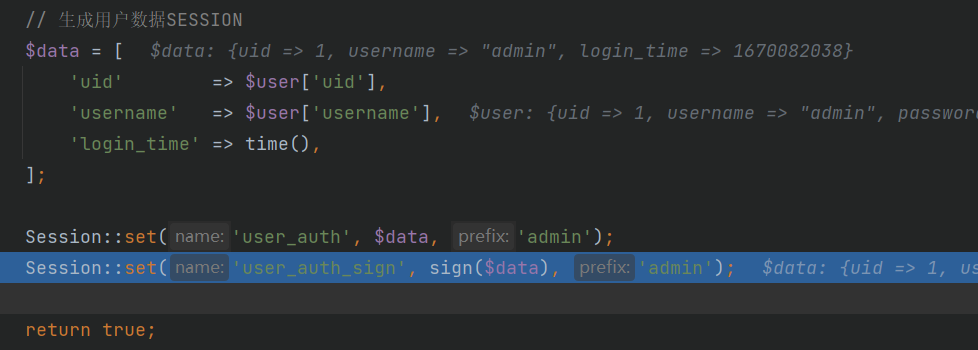 // 生成用户数据SESSION
$data = [   $data: {uid => 1, username => "admin", login_time => 1670082038}
    'uid'        => $user['uid'],
    'username'   => $user['username'],   $user: {uid => 1, username => "admin", password
    'login_time' => time(),
];
Session::set( name: 'user_auth', $data, prefix: 'admin');
Session::set( name: 'user_auth_sign', sign($data), prefix: 'admin');   $data: {uid => 1, us
return true;